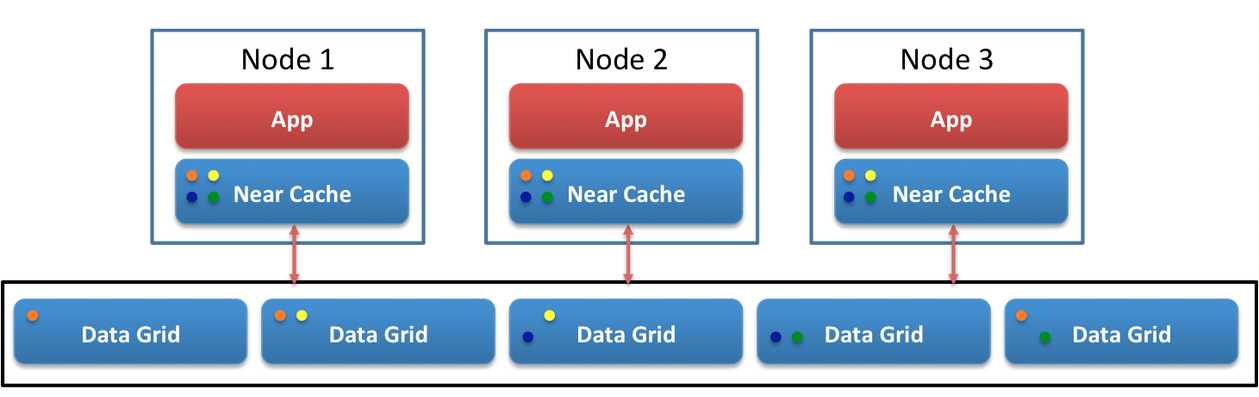 Node 1
Node 2
Node 3
App
App
App
Near Cache
Near Cache
Near Cache
Data Grid
Data Grid
Data Grid
Data Grid
Data Grid